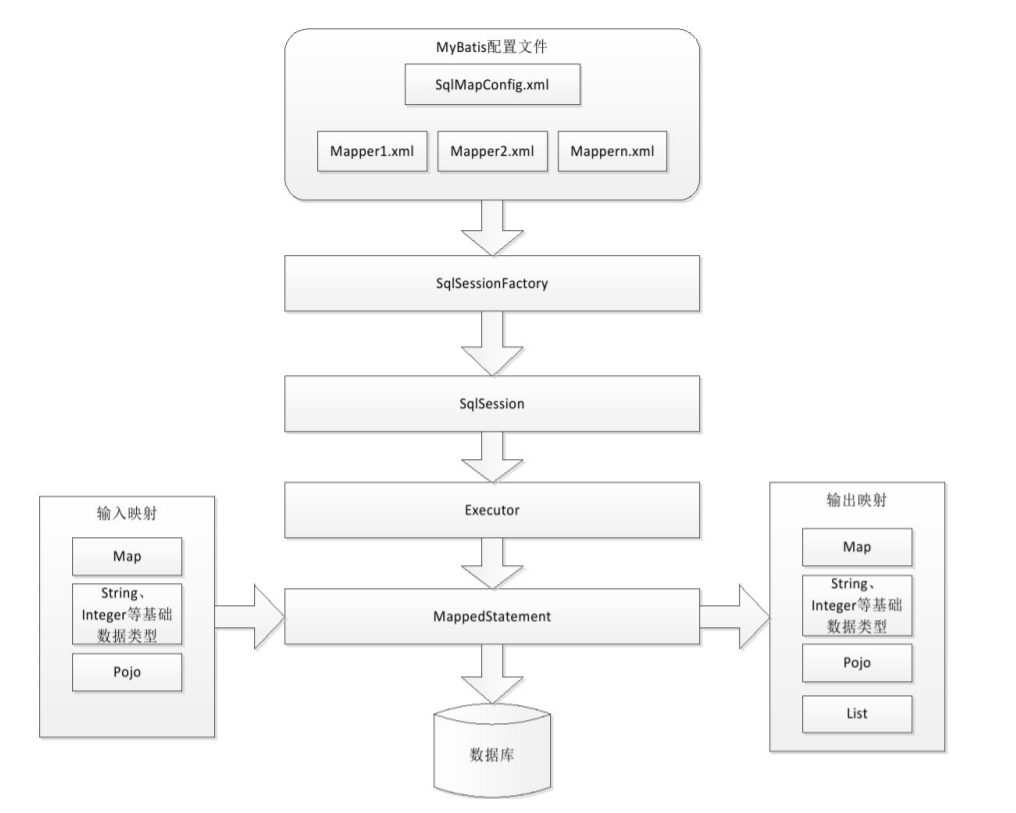 MyBatis配置文件
SqlMapConfig.xml
Mapper1.xml
Mapper2.xml
Mappern.xml
SqlSessionFactory
SqlSession
Executor
输入映射
Map
String、
Integer等基础
数据类型
Pojo
MappedStatement
输出映射
Map
String、
Integer等基础
数据类型
Pojo
List
数据库